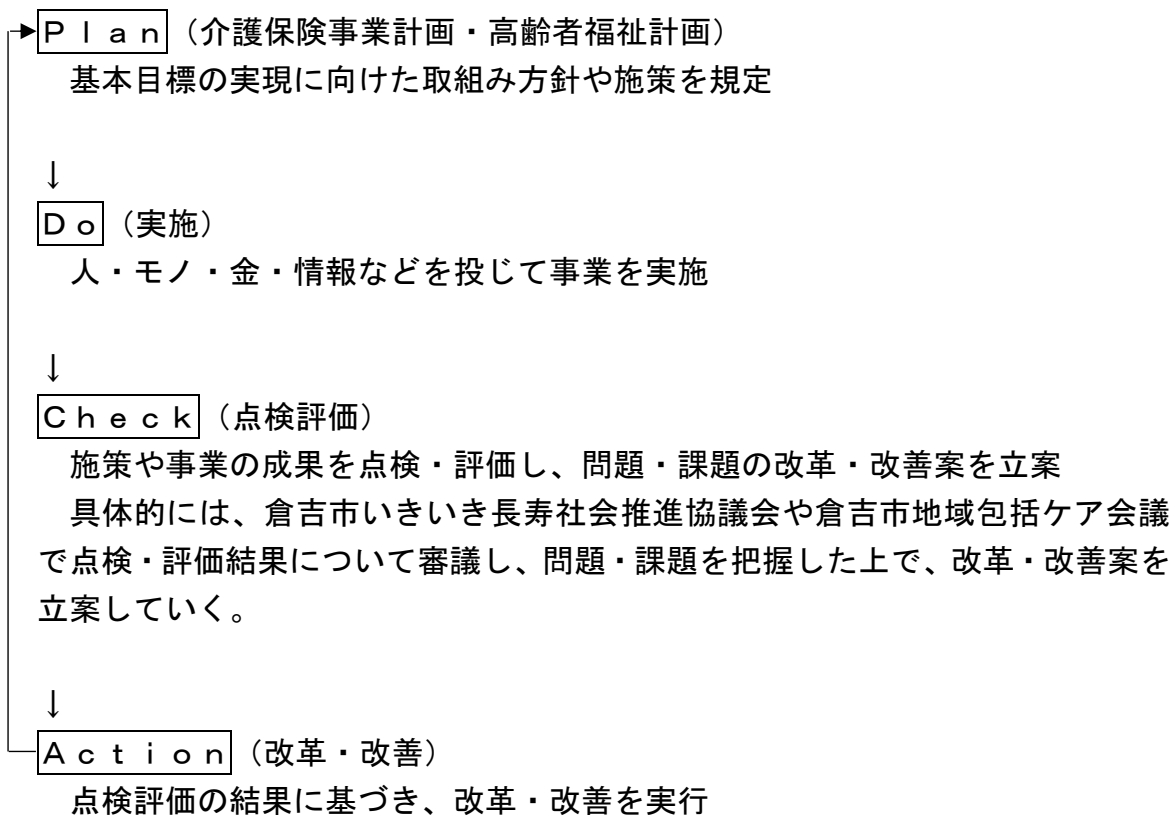 Ｐｌａｎ（介護保険事業計画・高齢者福祉計画）
基本目標の実現に向けた取組み方針や施策を規定
↓
Ｄｏ（実施）
人・モノ・金・情報などを投じて事業を実施
↓
Ｃｈｅｃｋ（点検評価）
施策や事業の成果を点検・評価し、問題・課題の改革・改善案を立案
具体的には、倉吉市いきいき長寿社会推進協議会や倉吉市地域包括ケア会議
で点検・評価結果について審議し、問題・課題を把握した上で、改革・改善案を
立案していく。
↓
Ａｃｔｉｏｎ（改革・改善）
点検評価の結果に基づき、改革・改善を実行